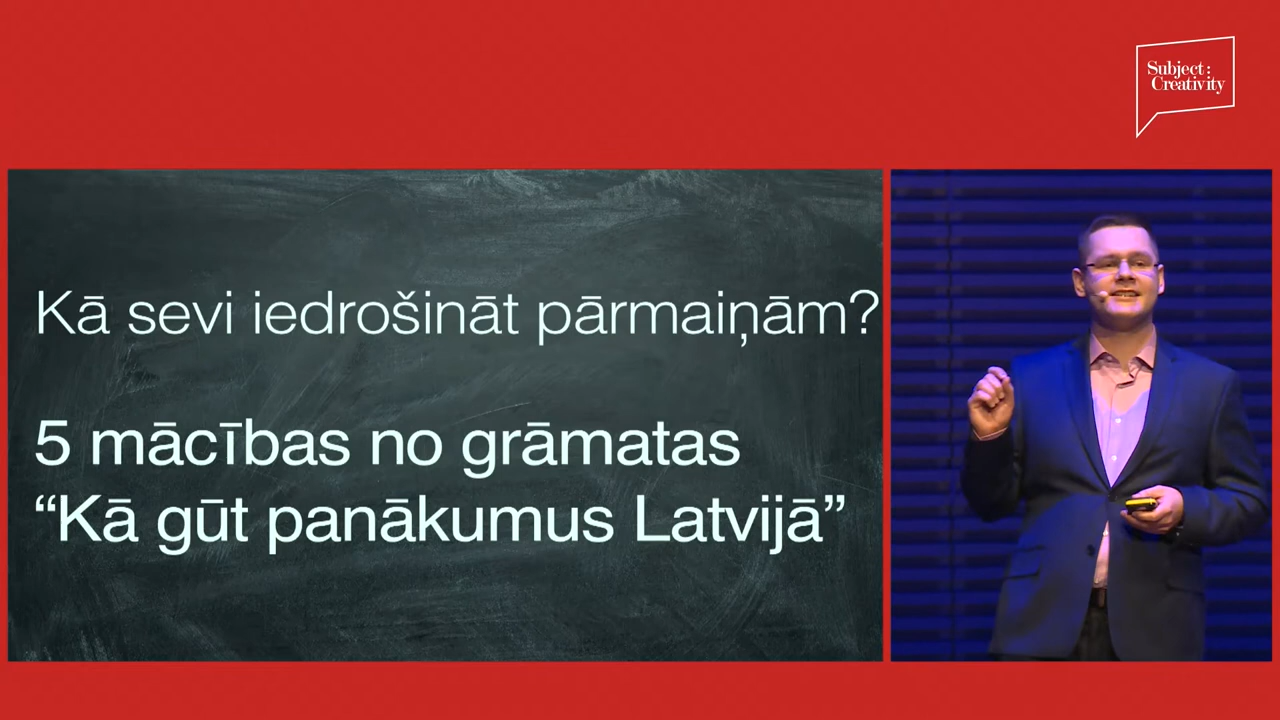 Subject:
Creativity
Kā sevi iedrošināt pārmaiņām?
5 mācības no grāmatas
“Kā gūt panākumus Latvijā”